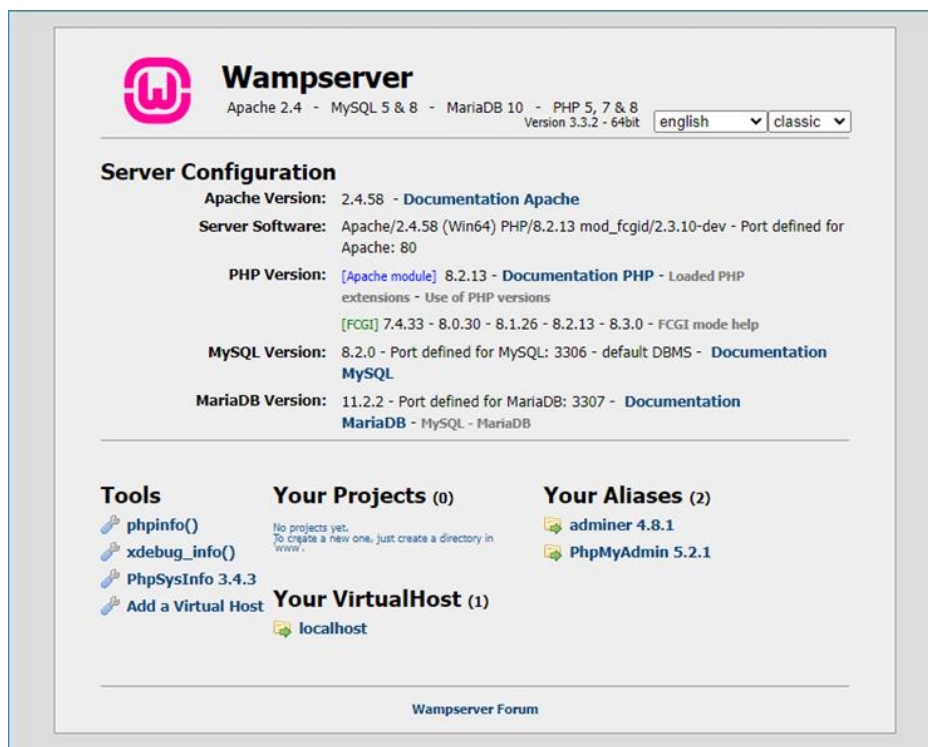 Wampserver
Apache 2.4 - MySQL 5 & 8 - MariaDB 10 - PHP 5, 7 & 8
Version 3.3.2 - 64bit english classic
Server Configuration
Apache Version: 2.4.58 - Documentation Apache
Server Software: Apache/2.4.58 (Win64) PHP/8.2.13 mod_fcgid/2.3.10-dev - Port defined for
Apache: 80
PHP Version: [Apache module] 8.2.13 - Documentation PHP - Loaded PHP
extensions - Use of PHP versions
[FCGI] 7.4.33 - 8.0.30 - 8.1.26 - 8.2.13 - 8.3.0 - FCGI mode help
MySQL Version: 8.2.0 - Port defined for MySQL: 3306 - default DBMS - Documentation
MySQL
MariaDB Version: 11.2.2 - Port defined for MariaDB: 3307 - Documentation
MariaDB - MySQL - MariaDB
Tools
phpinfo()
xdebug_info()
PhpSysInfo 3.4.3
Add a Virtual Host
Your Projects (0)
No projects yet.
To create a new one, just create a directory in
'www'.
Your VirtualHost (1)
localhost
Your Aliases (2)
adminer 4.8.1
PhpMyAdmin 5.2.1
Wampserver Forum